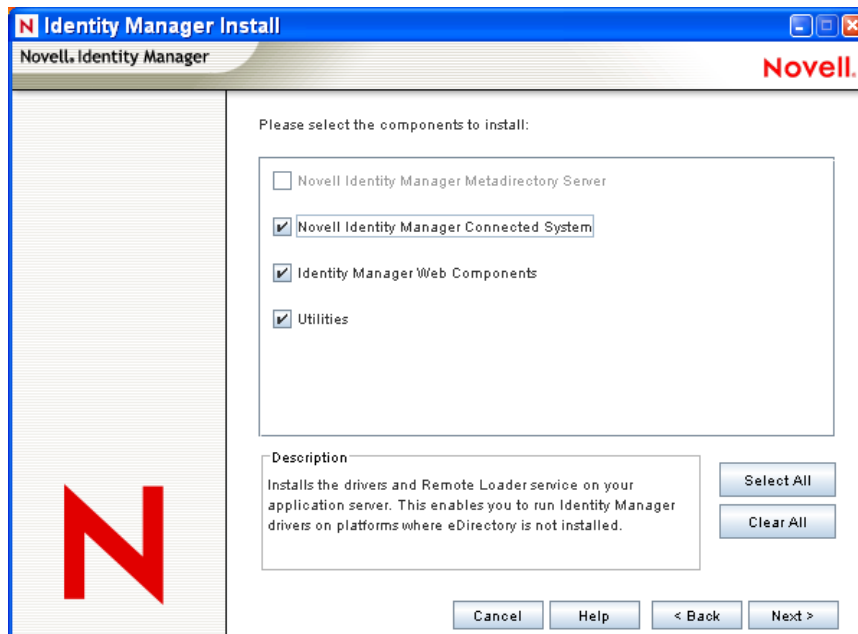 N Identity Manager Install
Novell. Identity Manager
Novell.
Please select the components to install:
Novell Identity Manager Metadirectory Server
Novell Identity Manager Connected System
Identity Manager Web Components
Utilities
Description
Installs the drivers and Remote Loader service on your
application server. This enables you to run Identity Manager
drivers on platforms where eDirectory is not installed.
Select All
Clear All
N
Cancel
Help
< Back
Next >